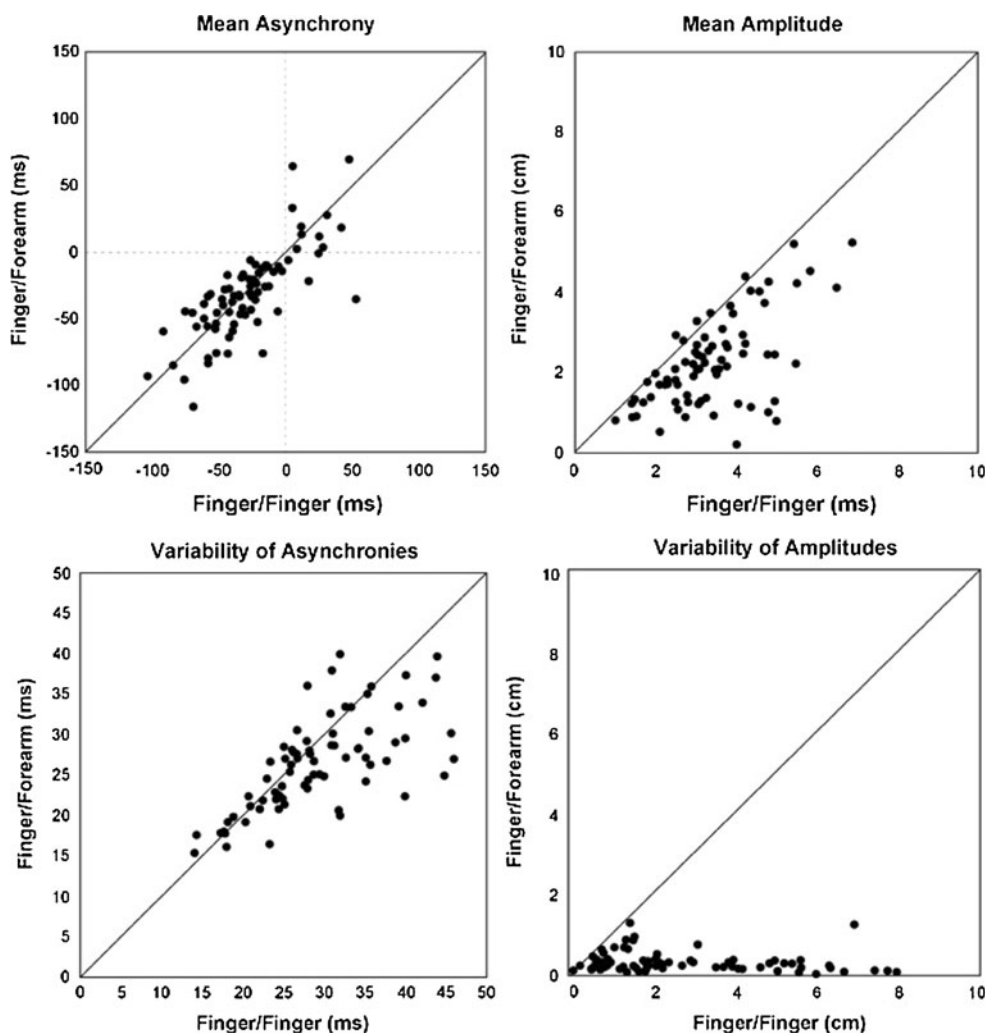 Mean Asynchrony
150
100
50
0
-50
-100
-150
-150 -100 -50 0 50 100 150
Finger/Forearm (ms)
Finger/Finger (ms)
Mean Amplitude
10
8
6
4
2
0
0 2 4 6 8 10
Finger/Forearm (cm)
Finger/Finger (ms)
Variability of Asynchronies
50
45
40
35
30
25
20
15
10
5
0
0 5 10 15 20 25 30 35 40 45 50
Finger/Forearm (ms)
Finger/Finger (ms)
Variability of Amplitudes
10
8
6
4
2
0
0 2 4 6 8 10
Finger/Forearm (cm)
Finger/Finger (cm)